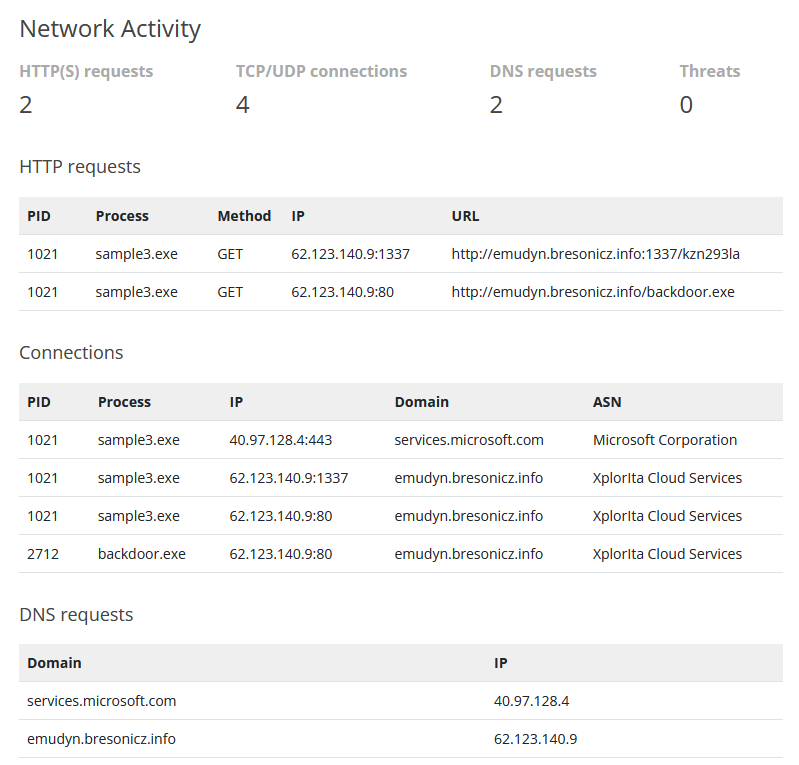 Network Activity
HTTP(S) requests TCP/UDP connections DNS requests Threats
2 4 2 0
HTTP requests
PID Process Method IP URL
1021 sample3.exe GET 62.123.140.9:1337 http://emudyn.bresonicz.info:1337/kzn293la
1021 sample3.exe GET 62.123.140.9:80 http://emudyn.bresonicz.info/backdoor.exe
Connections
PID Process IP Domain ASN
1021 sample3.exe 40.97.128.4:443 services.microsoft.com Microsoft Corporation
1021 sample3.exe 62.123.140.9:1337 emudyn.bresonicz.info XplorIta Cloud Services
1021 sample3.exe 62.123.140.9:80 emudyn.bresonicz.info XplorIta Cloud Services
2712 backdoor.exe 62.123.140.9:80 emudyn.bresonicz.info XplorIta Cloud Services
DNS requests
Domain IP
services.microsoft.com 40.97.128.4
emudyn.bresonicz.info 62.123.140.9